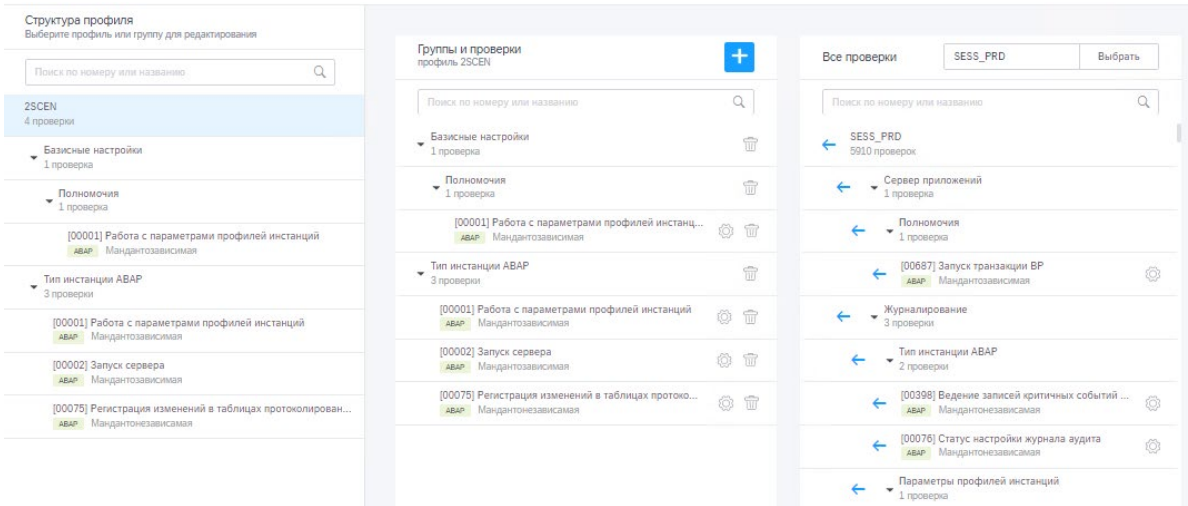 Структура профиля
Выберите профиль или группу для редактирования
Поиск по номеру или названию
2SCEN
4 проверки
Базисные настройки
1 проверка
Полномочия
1 проверка
[00001] Работа с параметрами профилей инстанций
ABAP Мандантозависимая
Тип инстанции ABAP
3 проверки
[00001] Работа с параметрами профилей инстанций
ABAP Мандантозависимая
[00002] Запуск сервера
ABAP Мандантозависимая
[00075] Регистрация изменений в таблицах протоколирован...
ABAP Мандантонезависамая
Группы и проверки
профиль 2SCEN
+
Поиск по номеру или названию
Базисные настройки
1 проверка
Полномочия
1 проверка
[00001] Работа с параметрами профилей инстанц...
ABAP Мандантозависимая
Тип инстанции ABAP
3 проверки
[00001] Работа с параметрами профилей инстанций
ABAP Мандантозависимая
[00002] Запуск сервера
ABAP Мандантозависимая
[00075] Регистрация изменений в таблицах протоко...
ABAP Мандантонезависамая
Все проверки SESS_PRD Выбрать
Поиск по номеру или названию
SESS_PRD
5910 проверок
Сервер приложений
1 проверка
Полномочия
1 проверка
[00687] Запуск транзакции BP
ABAP Мандантозависимая
Журналирование
3 проверки
Тип инстанции ABAP
2 проверки
[00398] Ведение записей критичных событий ...
ABAP Мандантонезависамая
[00076] Статус настройки журнала аудита
ABAP Мандантонезависамая
Параметры профилей инстанций
1 проверка